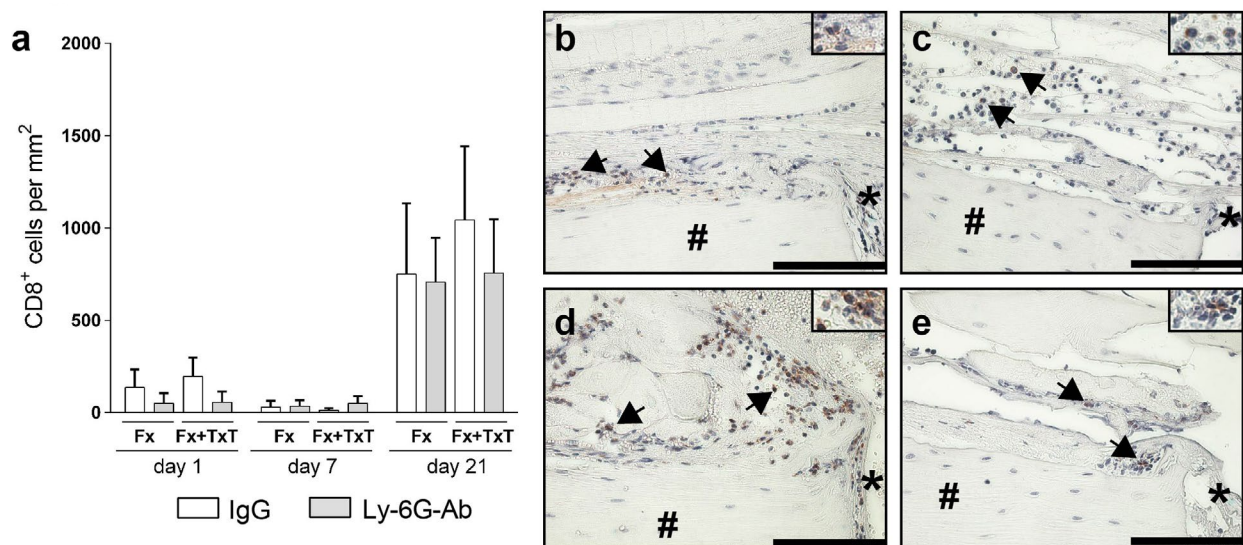 a
CD8+ cells per mm2
2000
1500
1000
500
0
Fx Fx+TxT Fx Fx+TxT Fx Fx+TxT
day 1 day 7 day 21
IgG Ly-6G-Ab
b
*
#
c
*
#
d
*
#
e
*
#